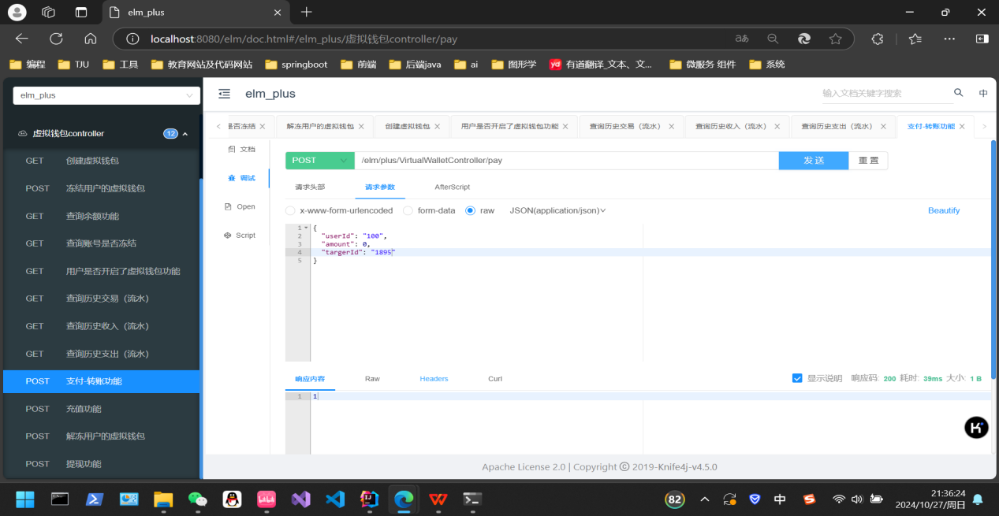 elm_plus
localhost:8080/elm/doc.html#/elm_plus/虚拟钱包controller/pay
编程 TJU 工具 教育网站及代码网站 springboot 前端 后端java ai 图形学 yd 有道翻译_文本、文... 微服务 组件 系统
elm_plus
elm_plus
输入文档关键字搜索 中
虚拟钱包controller 12
是否冻结 解冻用户的虚拟钱包 创建虚拟钱包 用户是否开启了虚拟钱包功能 查询历史交易（流水） 查询历史收入（流水） 查询历史支出（流水） 支付-转账功能
GET 创建虚拟钱包
POST 冻结用户的虚拟钱包
GET 查询余额功能
GET 查询账号是否冻结
GET 用户是否开启了虚拟钱包功能
GET 查询历史交易（流水）
GET 查询历史收入（流水）
GET 查询历史支出（流水）
POST 支付-转账功能
POST 充值功能
POST 解冻用户的虚拟钱包
POST 提现功能
文档
调试
Open
Script
POST /elm/plus/VirtualWalletController/pay 发 送 重 置
请求头部 请求参数 AfterScript
x-www-form-urlencoded form-data raw JSON(application/json) Beautify
1 {
2 "userId": "100",
3 "amount": 0,
4 "targerId": "1895"
5 }
响应内容 Raw Headers Curl 显示说明 响应码: 200 耗时: 39ms 大小: 1 B
1 1
Apache License 2.0 | Copyright © 2019-Knife4j-v4.5.0
82 中 21:36:24
2024/10/27/周日